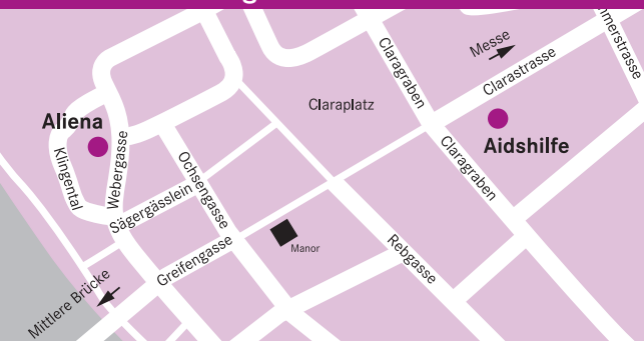 Messe
Clarastrasse
Claragraben
Claraplatz
Aliena
Aidshilfe
Klingental
Webergasse
Ochsengasse
Claragraben
Sägergässlein
Manor
Greifengasse
Rebgasse
Mittlere Brücke